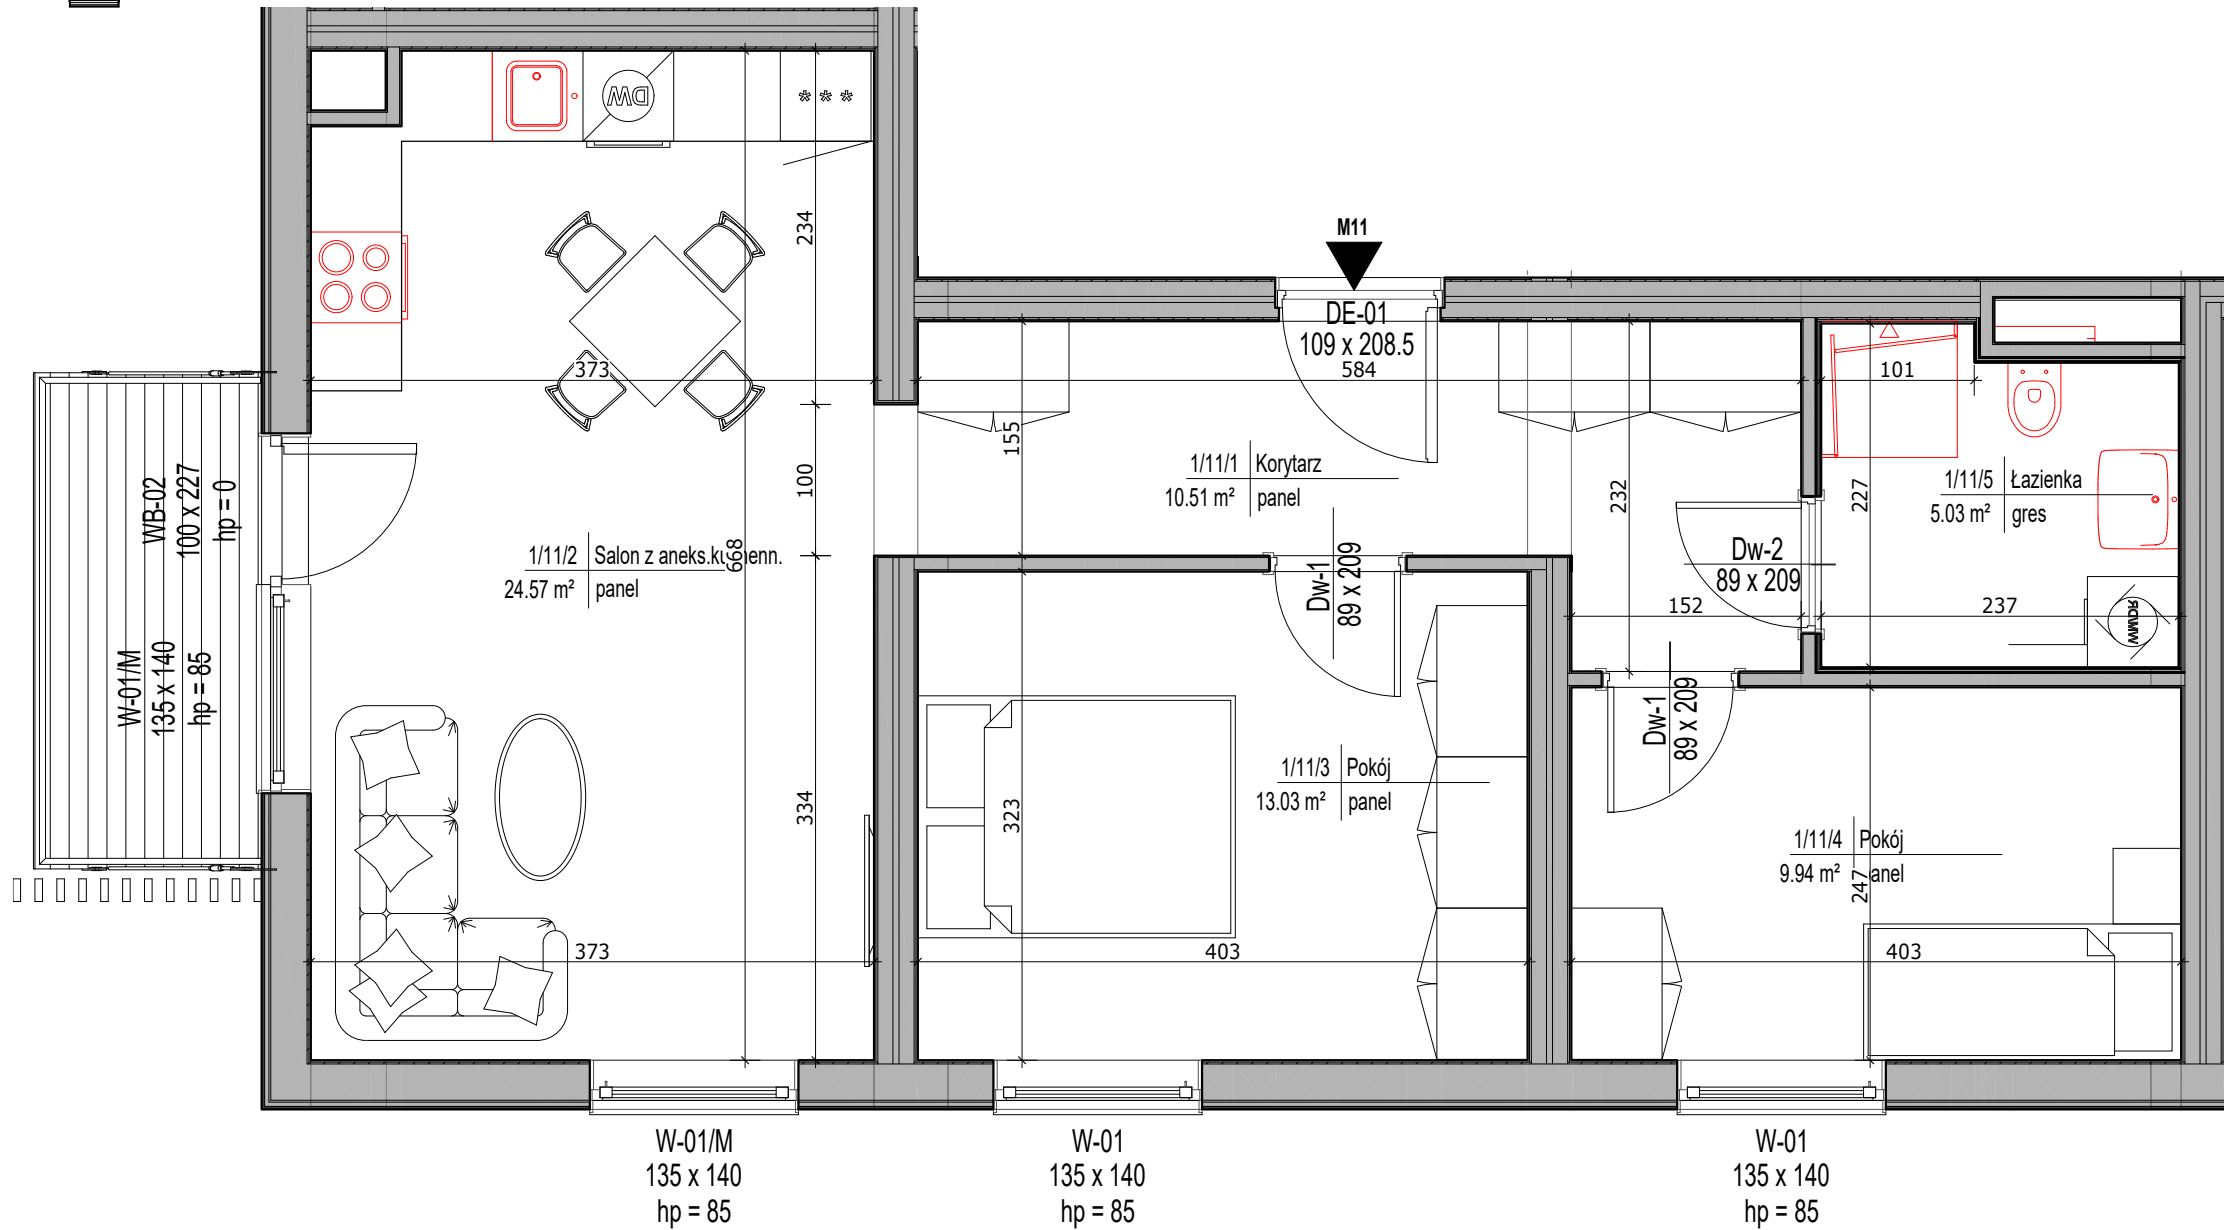 DW
* * *
234
M11
DE-01
109 x 208.5
373
584
101
155
100
1/11/1 Korytarz
10.51 m² panel
232
227
1/11/5 Łazienka
5.03 m² gres
WB-02
100 x 227
hp = 0
1/11/2 Salon z aneks.
24.57 m² panel
668
Dw-1
89 x 209
Dw-2
89 x 209
152
237
W-01/M
135 x 140
hp = 85
Dw-1
89 x 209
334
323
1/11/3 Pokój
13.03 m² panel
1/11/4 Pokój
9.94 m² anel
247
373
403
403
W-01/M
135 x 140
hp = 85
W-01
135 x 140
hp = 85
W-01
135 x 140
hp = 85